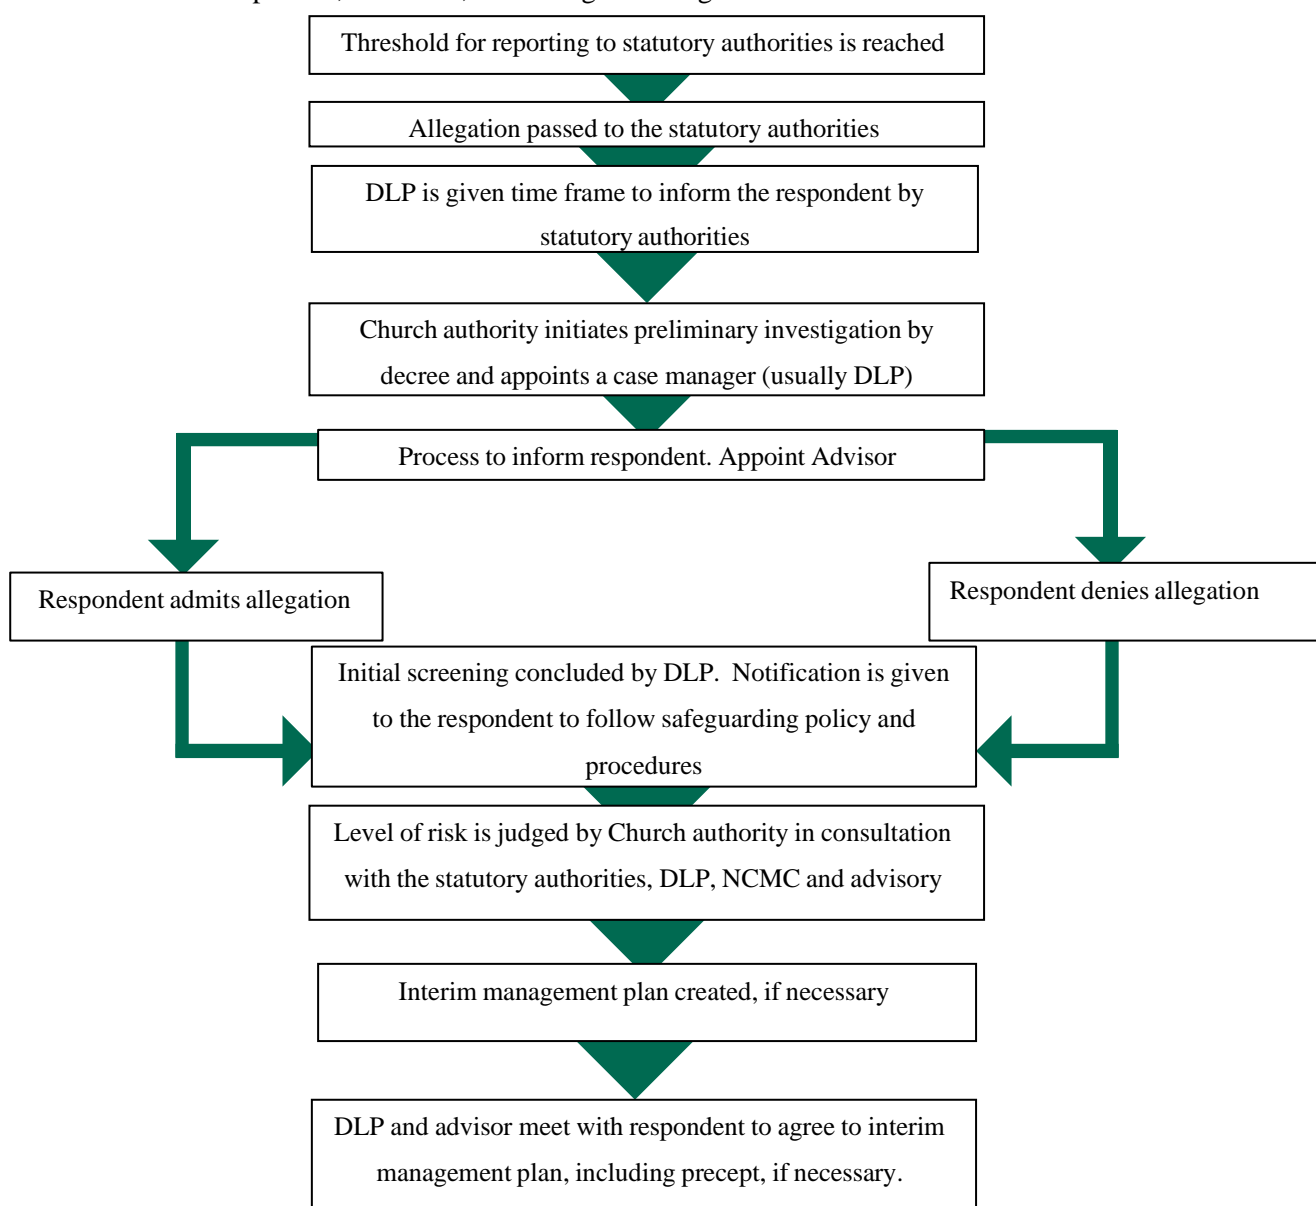 Threshold for reporting to statutory authorities is reached
Allegation passed to the statutory authorities
DLP is given time frame to inform the respondent by
statutory authorities
Church authority initiates preliminary investigation by
decree and appoints a case manager (usually DLP)
Process to inform respondent. Appoint Advisor
Respondent admits allegation
Respondent denies allegation
Initial screening concluded by DLP. Notification is given
to the respondent to follow safeguarding policy and
procedures
Level of risk is judged by Church authority in consultation
with the statutory authorities, DLP, NCMC and advisory
Interim management plan created, if necessary
DLP and advisor meet with respondent to agree to interim
management plan, including precept, if necessary.